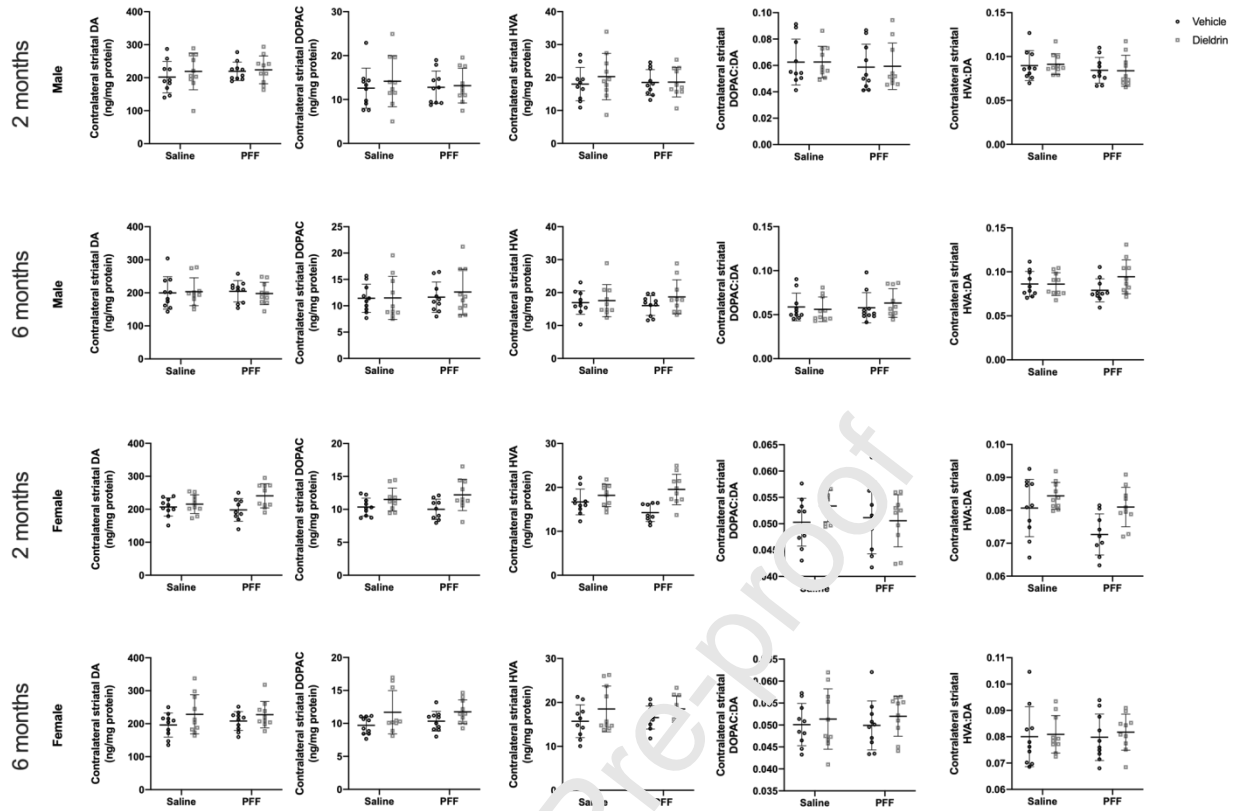 Vehicle
Dieldrin
2 months
Male
Contralateral striatal DA
(ng/mg protein)
400
300
200
100
0
Saline
PFF
Contralateral striatal DOPAC
(ng/mg protein)
30
20
10
0
Saline
PFF
Contralateral striatal HVA
(ng/mg protein)
40
30
20
10
0
Saline
PFF
Contralateral striatal
DOPAC:DA
0.10
0.08
0.06
0.04
0.02
0.00
Saline
PFF
Contralateral striatal
HVA:DA
0.15
0.10
0.05
0.00
Saline
PFF
6 months
Male
Contralateral striatal DA
(ng/mg protein)
400
300
200
100
0
Saline
PFF
Contralateral striatal DOPAC
(ng/mg protein)
25
20
15
10
5
0
Saline
PFF
Contralateral striatal HVA
(ng/mg protein)
40
30
20
10
0
Saline
PFF
Contralateral striatal
DOPAC:DA
0.15
0.10
0.05
0.00
Saline
PFF
Contralateral striatal
HVA:DA
0.15
0.10
0.05
0.00
Saline
PFF
2 months
Female
Contralateral striatal DA
(ng/mg protein)
400
300
200
100
0
Saline
PFF
Contralateral striatal DOPAC
(ng/mg protein)
20
15
10
5
0
Saline
PFF
Contralateral striatal HVA
(ng/mg protein)
30
20
10
0
Saline
PFF
Contralateral striatal
DOPAC:DA
0.065
0.060
0.055
0.050
0.045
Saline
PFF
Contralateral striatal
HVA:DA
0.10
0.09
0.08
0.07
0.06
Saline
PFF
6 months
Female
Contralateral striatal DA
(ng/mg protein)
400
300
200
100
0
Saline
PFF
Contralateral striatal DOPAC
(ng/mg protein)
20
15
10
5
0
Saline
PFF
Contralateral striatal HVA
(ng/mg protein)
30
20
10
0
Saline
PFF
Contralateral striatal
DOPAC:DA
0.065
0.060
0.055
0.050
0.045
0.040
0.035
Saline
PFF
Contralateral striatal
HVA:DA
0.11
0.10
0.09
0.08
0.07
0.06
Saline
PFF
Pre-proof